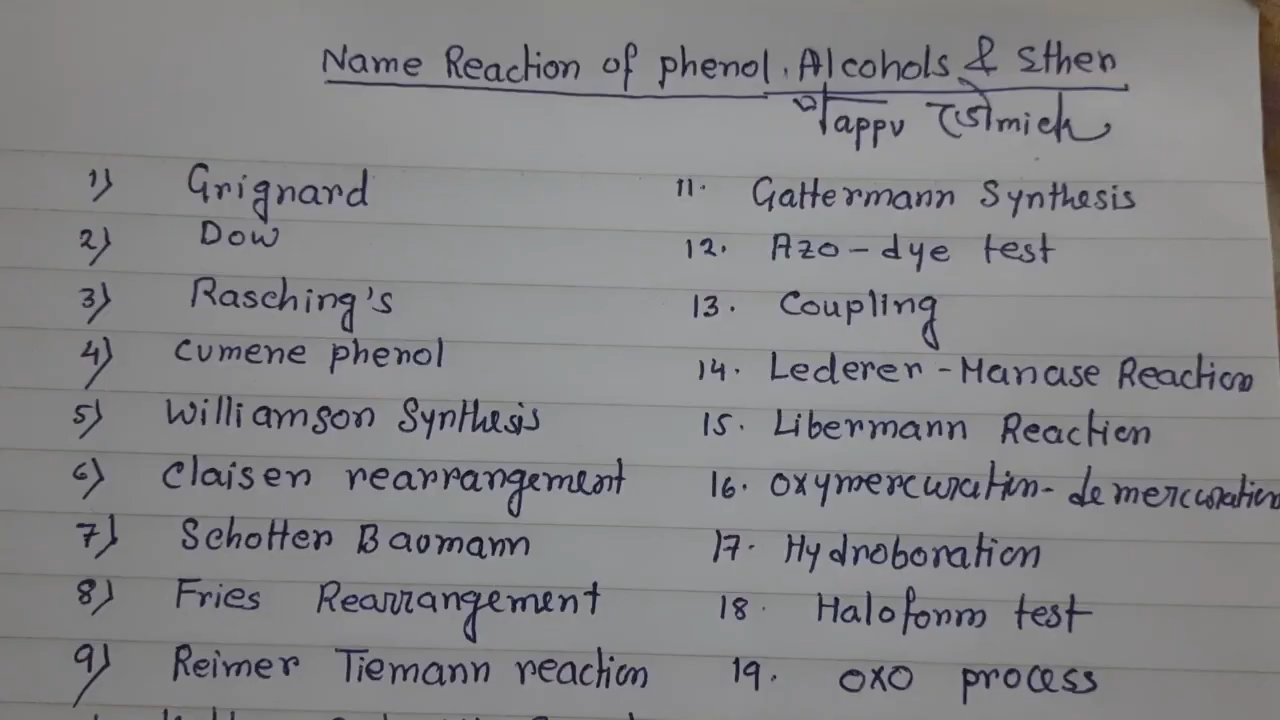 Name Reaction of phenol, Alcohols & Ether
1) Grignard
2) Dow
3) Rasching's
4) Cumene phenol
5) Williamson Synthesis
6) Claisen rearrangement
7) Schotten Baomann
8) Fries Rearrangement
9) Reimer Tiemann reaction
11. Gattermann Synthesis
12. Azo-dye test
13. Coupling
14. Lederer-Manase Reaction
15. Libermann Reaction
16. Oxymercuration-demercuration
17. Hydroboration
18. Haloform test
19. OXO process